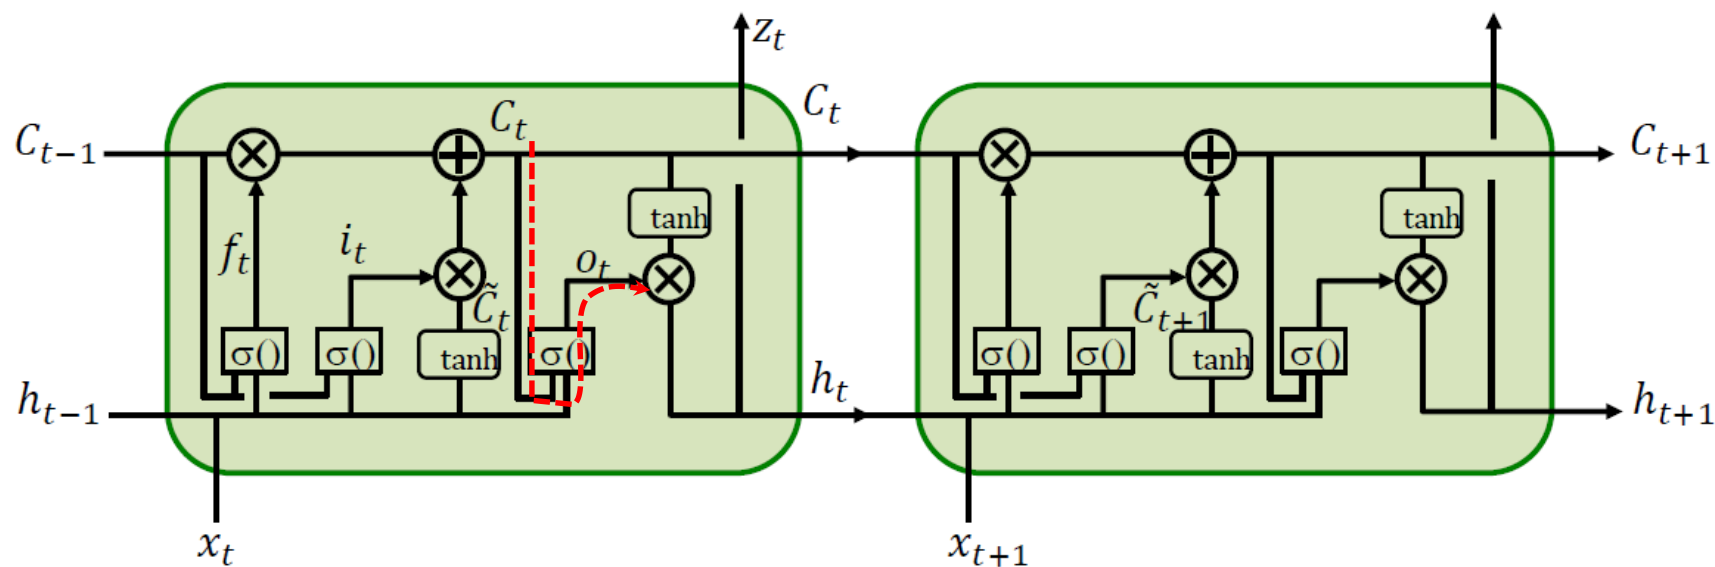 z_t
C_t
C_t
C_{t-1}
C_{t+1}
tanh
tanh
f_t
i_t
o_t
C̃_t
C̃_{t+1}
σ()
σ()
tanh
σ()
σ()
σ()
tanh
σ()
h_{t-1}
h_t
h_{t+1}
x_t
x_{t+1}